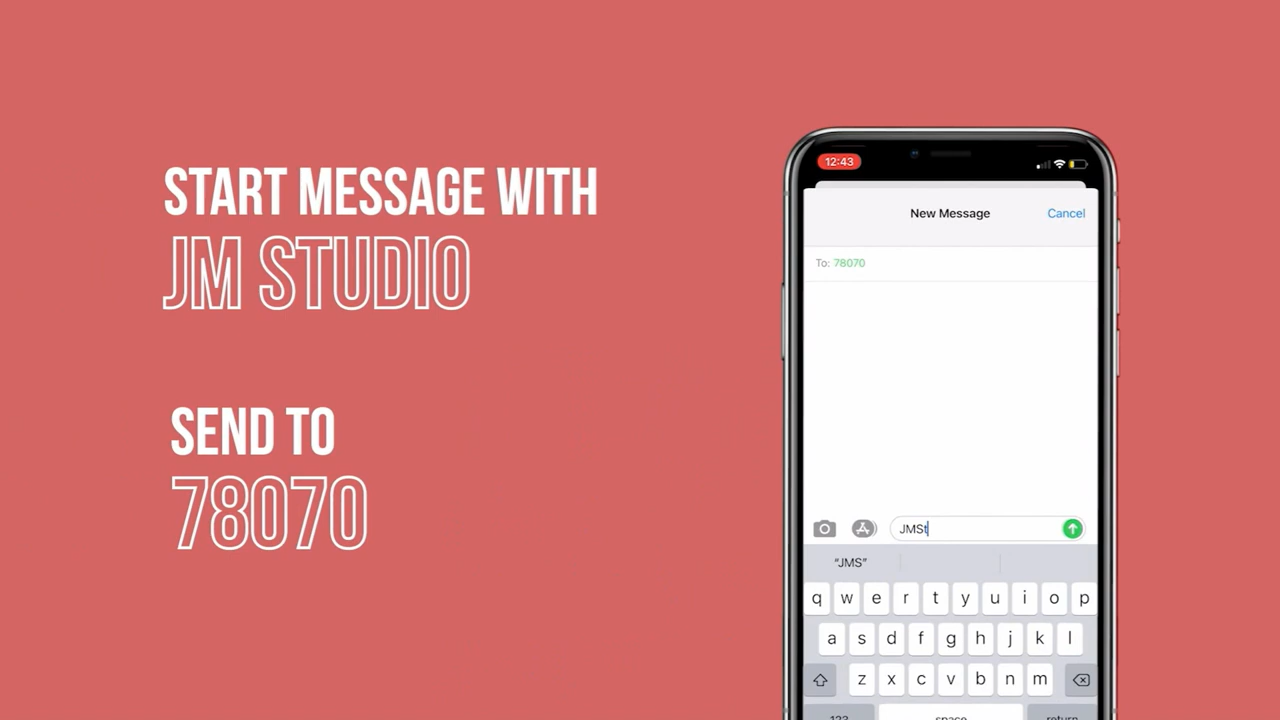 START MESSAGE WITH
JM STUDIO
SEND TO
78070
12:43
New Message
Cancel
To: 78070
JMSt
“JMS”
q w e r t y u i o p
a s d f g h j k l
z x c v b n m
123 space return